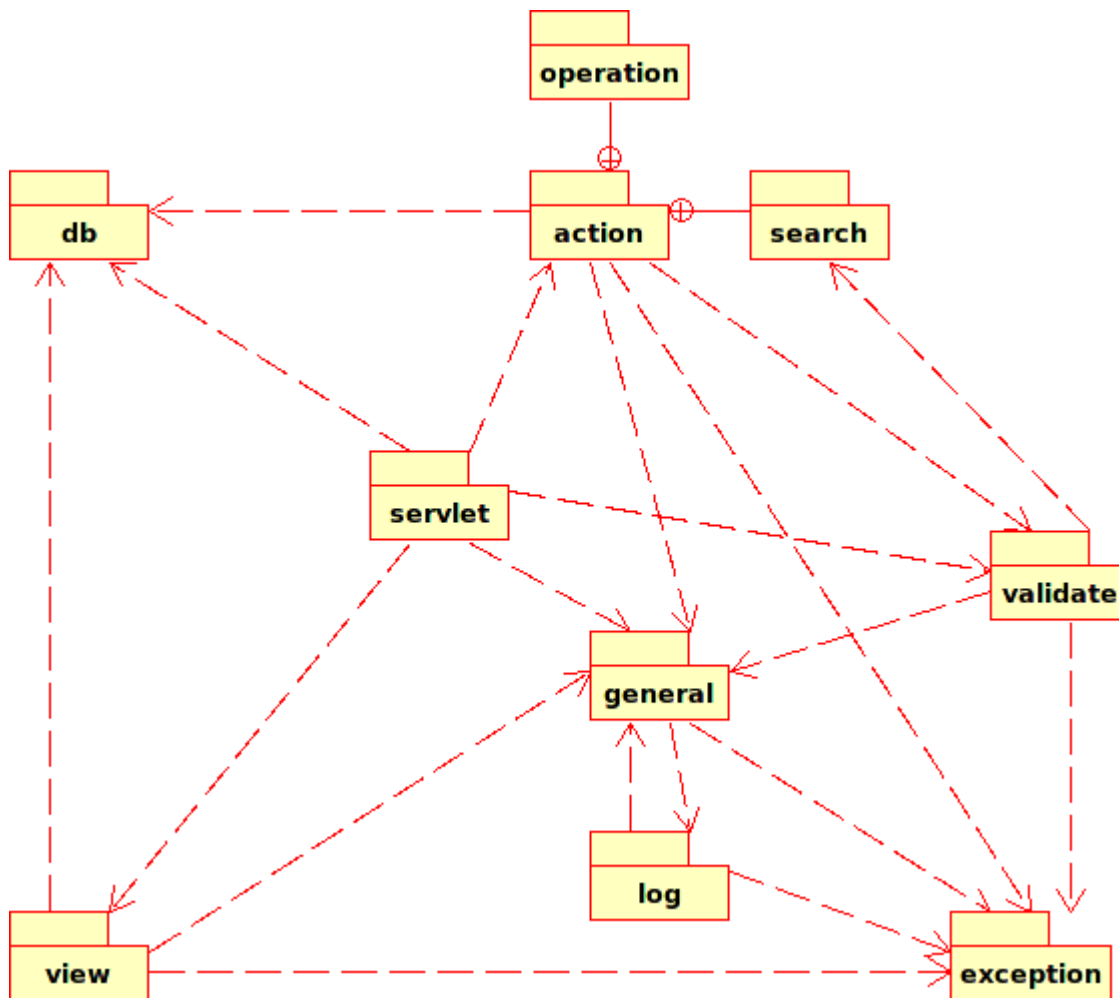 operation
db
action
search
servlet
validate
general
log
view
exception